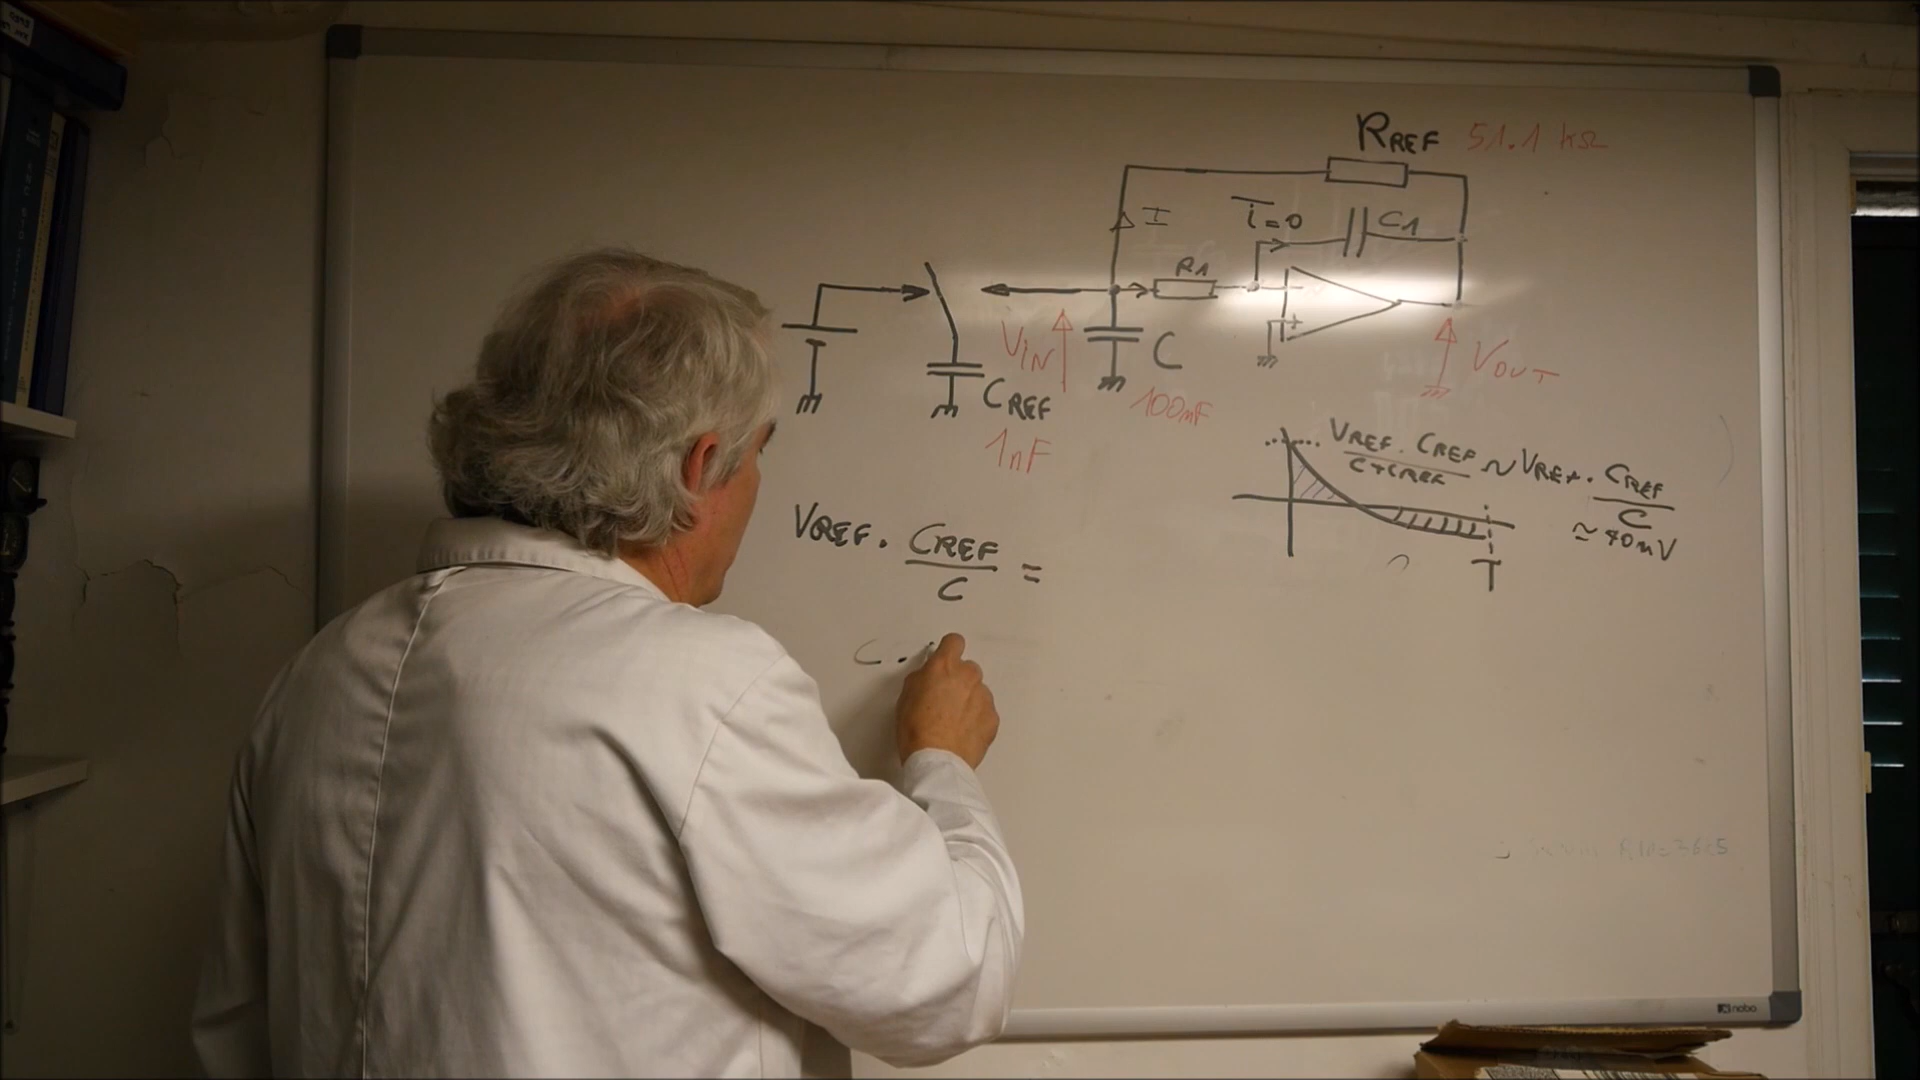 RREF 51.1 kΩ
I
T=0
C1
R1
-
+
VIN
C
100nF
CREF
1nF
VOUT
VREF . CREF
C+CREF
~ VREF . CREF
C
≈ 40mV
T
VREF . CREF =
C
C .
nobo